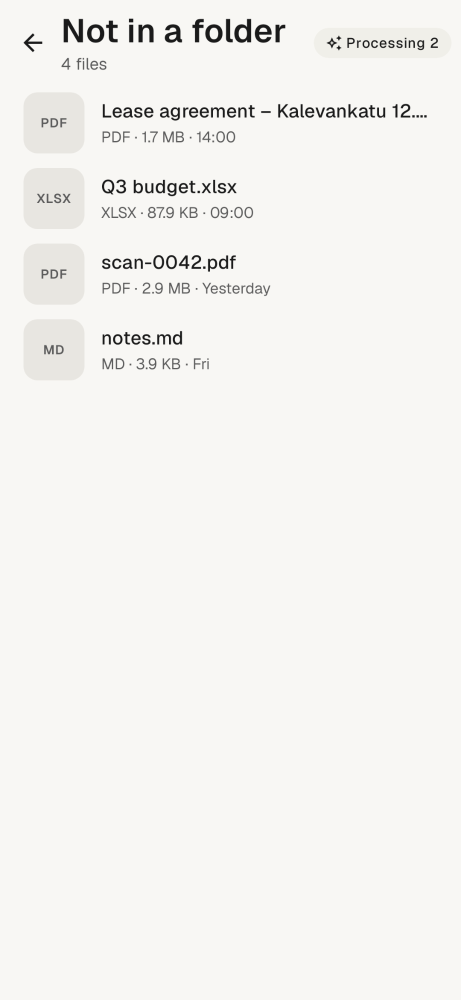 Not in a folder
4 files
Processing 2
PDF
Lease agreement – Kalevankatu 12....
PDF · 1.7 MB · 14:00
XLSX
Q3 budget.xlsx
XLSX · 87.9 KB · 09:00
PDF
scan-0042.pdf
PDF · 2.9 MB · Yesterday
MD
notes.md
MD · 3.9 KB · Fri